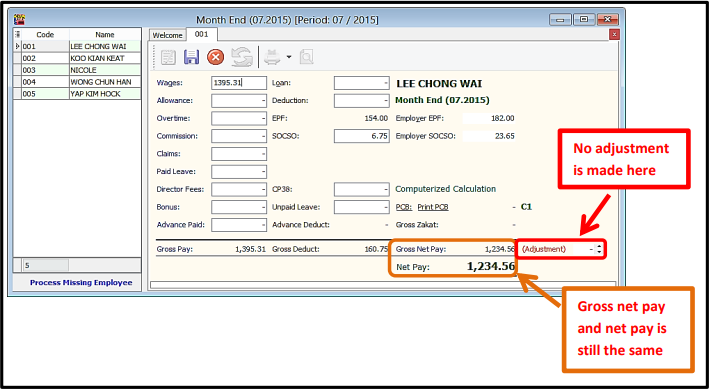 Month End (07.2015) [Period: 07 / 2015]
Code Name
001 LEE CHONG WAI
002 KOO KIAN KEAT
003 NICOLE
004 WONG CHUN HAN
005 YAP KIM HOCK
5
Process Missing Employee
Welcome 001
Wages: 1395.31 Loan: - LEE CHONG WAI
Allowance: - Deduction: - Month End (07.2015)
Overtime: - EPF: 154.00 Employer EPF: 182.00
Commission: - SOCSO: 6.75 Employer SOCSO: 23.65
Claims: -
Paid Leave: -
Director Fees: - CP38: - Computerized Calculation
Bonus: - Unpaid Leave: - PCB: Print PCB - C1
Advance Paid: - Advance Deduct: - Gross Zakat: -
Gross Pay: 1,395.31 Gross Deduct: 160.75 Gross Net Pay: 1,234.56 (Adjustment) -
Net Pay: 1,234.56
No adjustment
is made here
Gross net pay
and net pay is
still the same